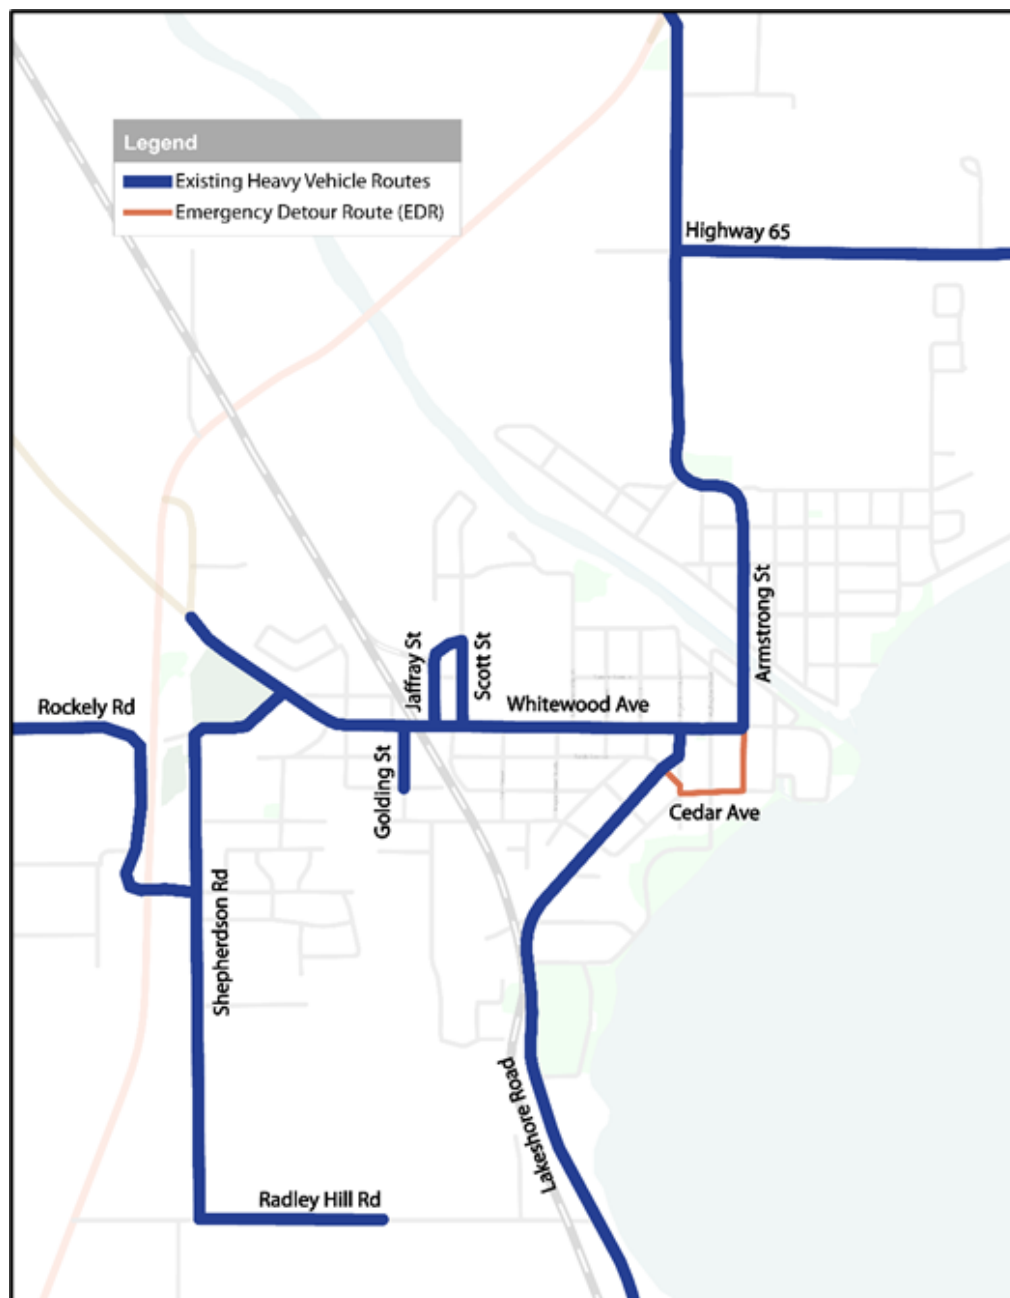 Legend
Existing Heavy Vehicle Routes
Emergency Detour Route (EDR)
Highway 65
Armstrong St
Jaffray St
Scott St
Whitewood Ave
Rockely Rd
Golding St
Cedar Ave
Shepherdson Rd
Lakeshore Road
Radley Hill Rd